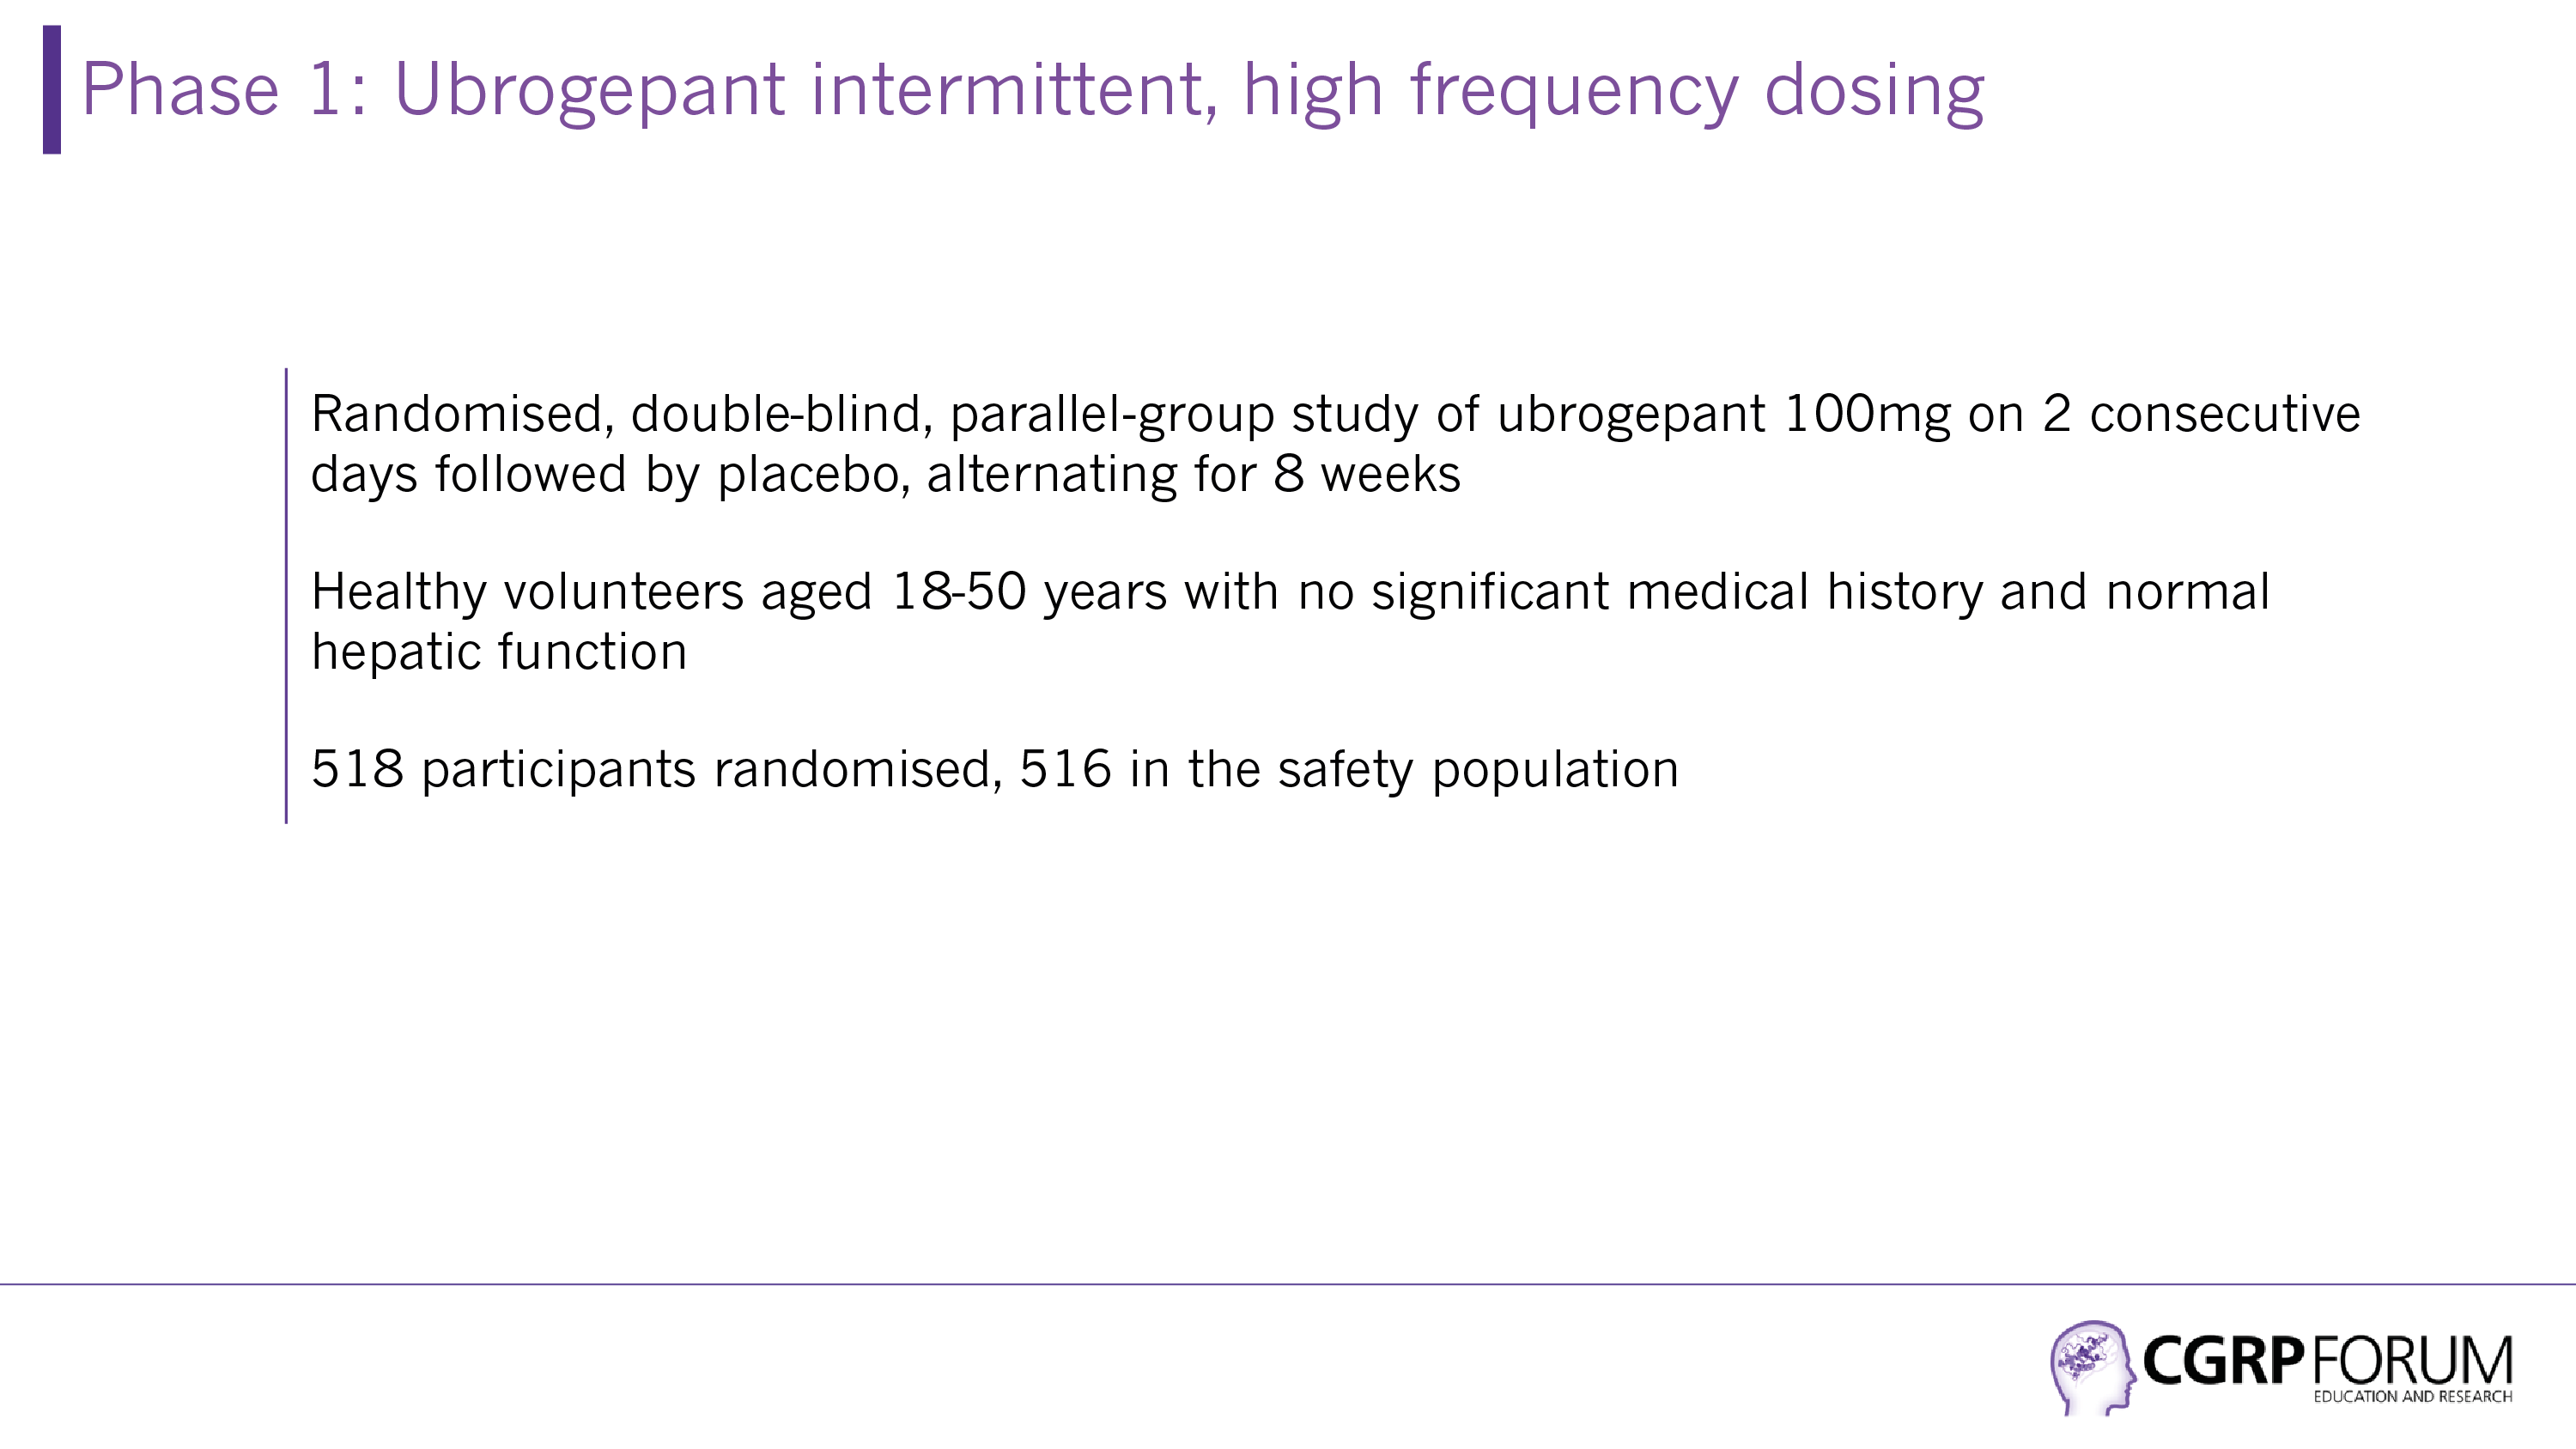 Phase 1: Ubrogepant intermittent, high frequency dosing
Randomised, double-blind, parallel-group study of ubrogepant 100mg on 2 consecutive
days followed by placebo, alternating for 8 weeks
Healthy volunteers aged 18-50 years with no significant medical history and normal
hepatic function
518 participants randomised, 516 in the safety population
CGRP FORUM
EDUCATION AND RESEARCH